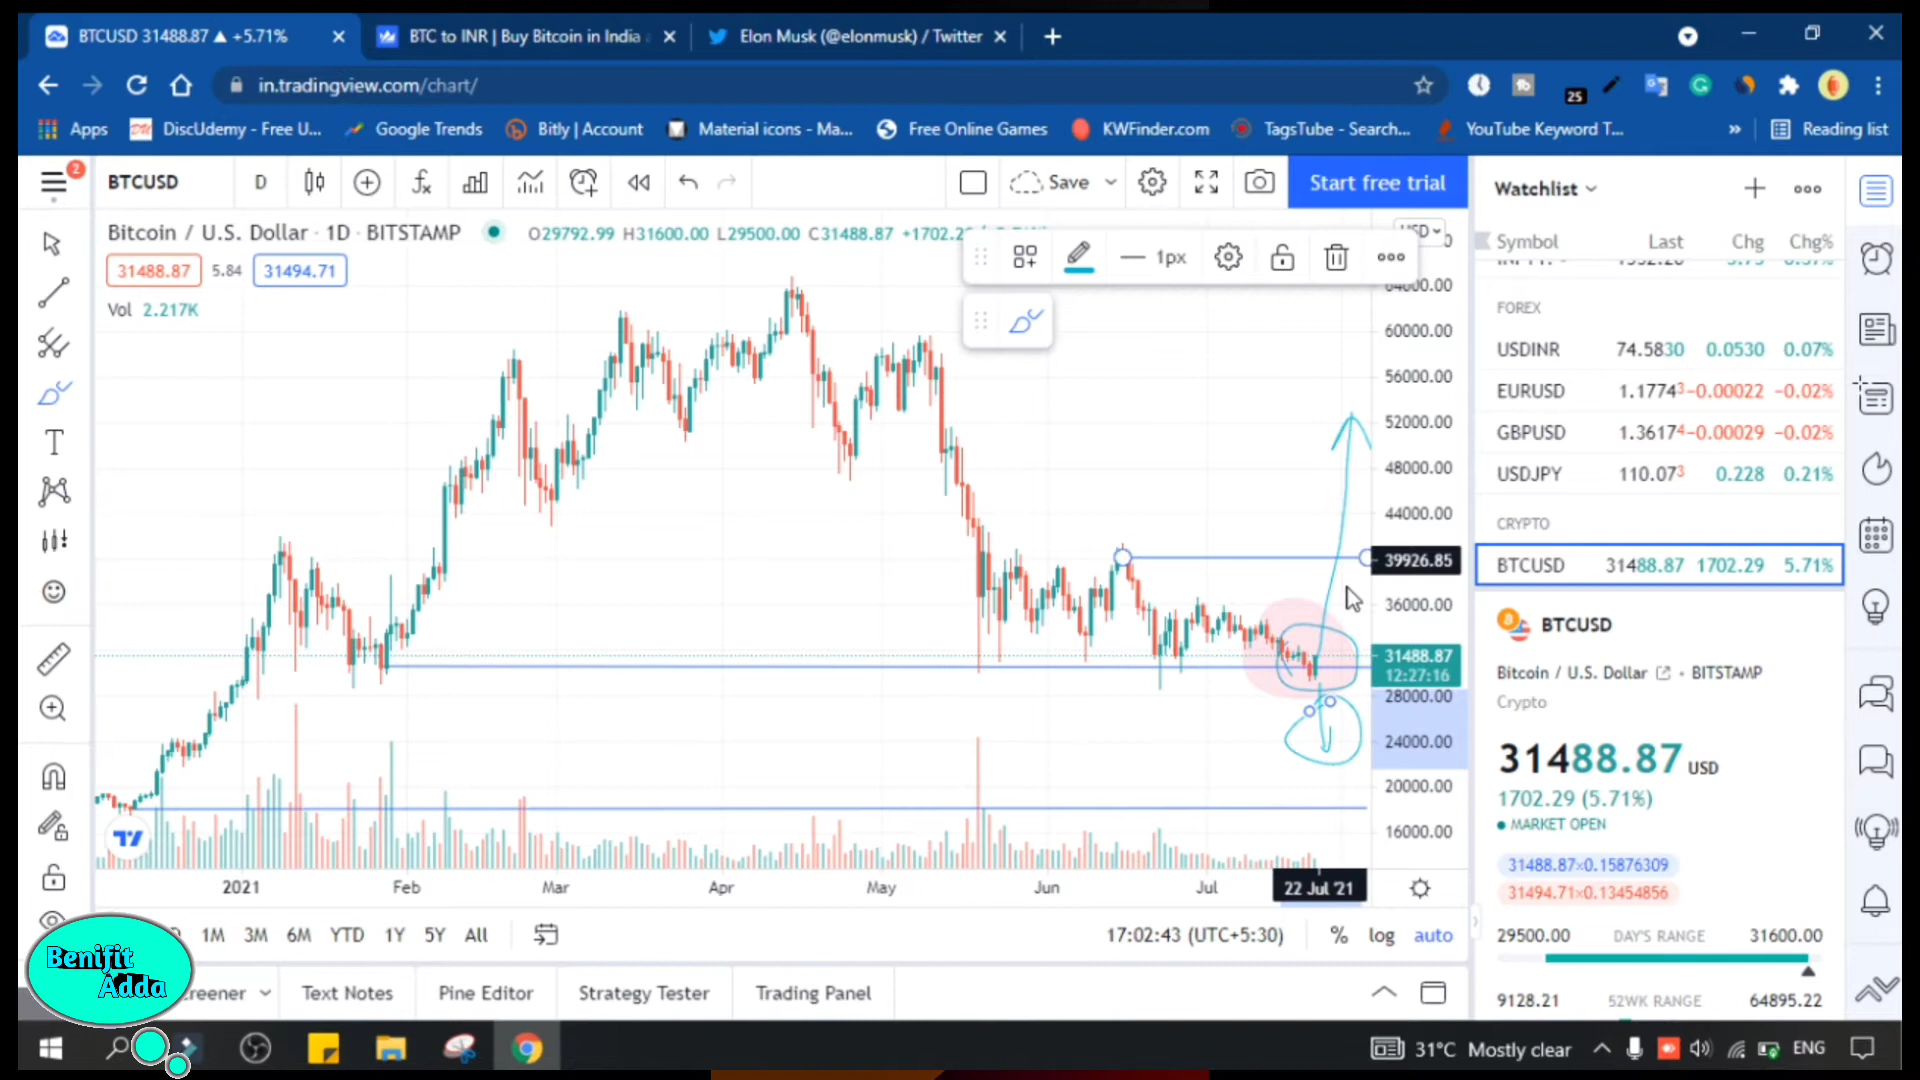 BTCUSD 31488.87 ▲ +5.71%
BTC to INR | Buy Bitcoin in India
Elon Musk (@elonmusk) / Twitter
in.tradingview.com/chart/
25
Apps
DiscUdemy - Free U...
Google Trends
Bitly | Account
Material icons - Ma...
Free Online Games
KWFinder.com
TagsTube - Search...
YouTube Keyword T...
»
Reading list
2
BTCUSD
D
Save
Start free trial
Watchlist
Bitcoin / U.S. Dollar · 1D · BITSTAMP
O29792.99 H31600.00 L29500.00 C31488.87 +1702.2
31488.87
5.84
31494.71
Vol 2.217K
1px
64000.00
60000.00
56000.00
52000.00
48000.00
44000.00
39926.85
36000.00
31488.87
12:27:16
28000.00
24000.00
20000.00
16000.00
2021
Feb
Mar
Apr
May
Jun
Jul
22 Jul '21
1M
3M
6M
YTD
1Y
5Y
All
17:02:43 (UTC+5:30)
%
log
auto
Text Notes
Pine Editor
Strategy Tester
Trading Panel
Symbol Last Chg Chg%
FOREX
USDINR 74.5830 0.0530 0.07%
EURUSD 1.17743 -0.00022 -0.02%
GBPUSD 1.36174 -0.00029 -0.02%
USDJPY 110.073 0.228 0.21%
CRYPTO
BTCUSD 31488.87 1702.29 5.71%
BTCUSD
Bitcoin / U.S. Dollar • BITSTAMP
Crypto
31488.87 USD
1702.29 (5.71%)
MARKET OPEN
31488.87×0.15876309
31494.71×0.13454856
29500.00 DAY'S RANGE 31600.00
9128.21 52WK RANGE 64895.22
Benifit
Adda
31°C Mostly clear
ENG